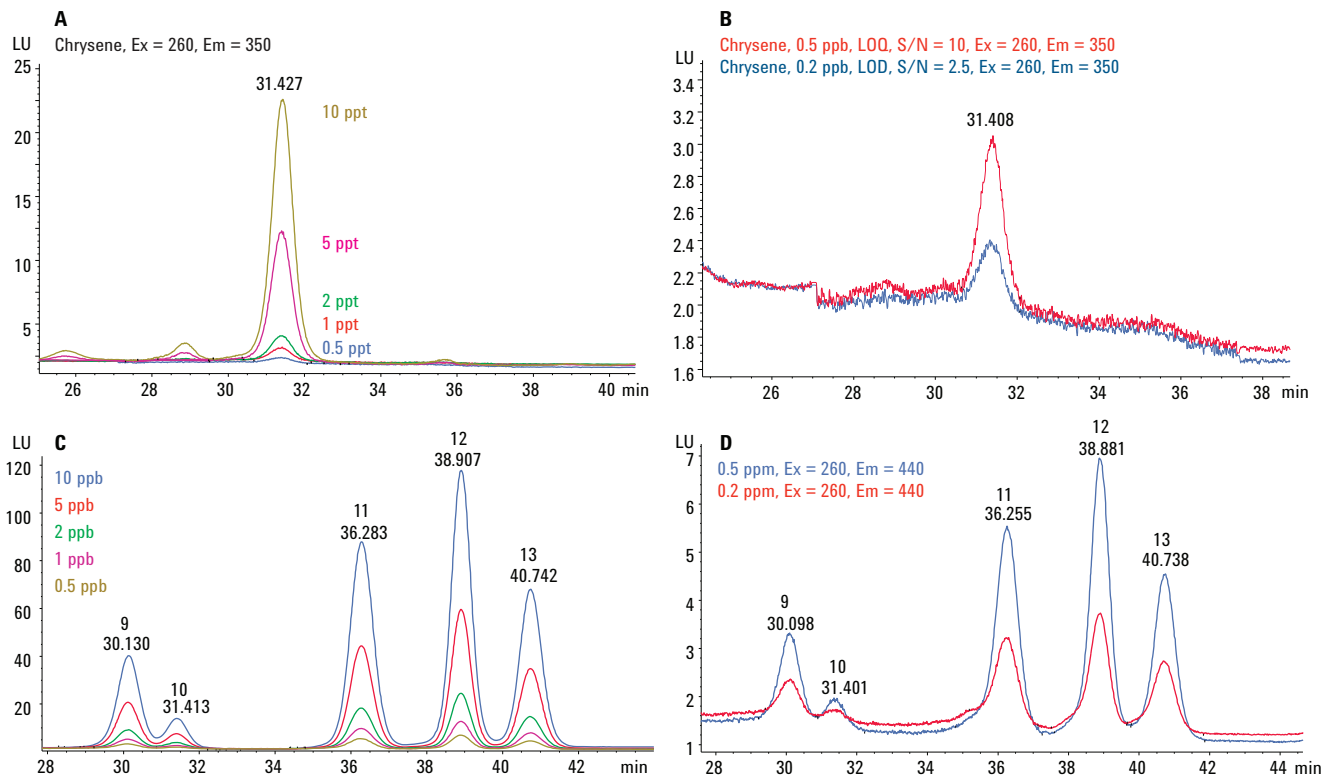 A
LU
Chrysene, Ex = 260, Em = 350
25
20
15
10
5
31.427
10 ppt
5 ppt
2 ppt
1 ppt
0.5 ppt
26 28 30 32 34 36 38 40 min
B
LU
Chrysene, 0.5 ppb, LOQ, S/N = 10, Ex = 260, Em = 350
Chrysene, 0.2 ppb, LOD, S/N = 2.5, Ex = 260, Em = 350
3.4
3.0
2.8
2.6
2.4
2.2
2.0
1.8
1.6
31.408
26 28 30 32 34 36 38 min
C
LU
120
100
80
60
40
20
10 ppb
5 ppb
2 ppb
1 ppb
0.5 ppb
9
30.130
10
31.413
11
36.283
12
38.907
13
40.742
28 30 32 34 36 38 40 42 min
D
LU
0.5 ppm, Ex = 260, Em = 440
0.2 ppm, Ex = 260, Em = 440
7
6
5
4
3
2
1
9
30.098
10
31.401
11
36.255
12
38.881
13
40.738
28 30 32 34 36 38 40 42 44 min